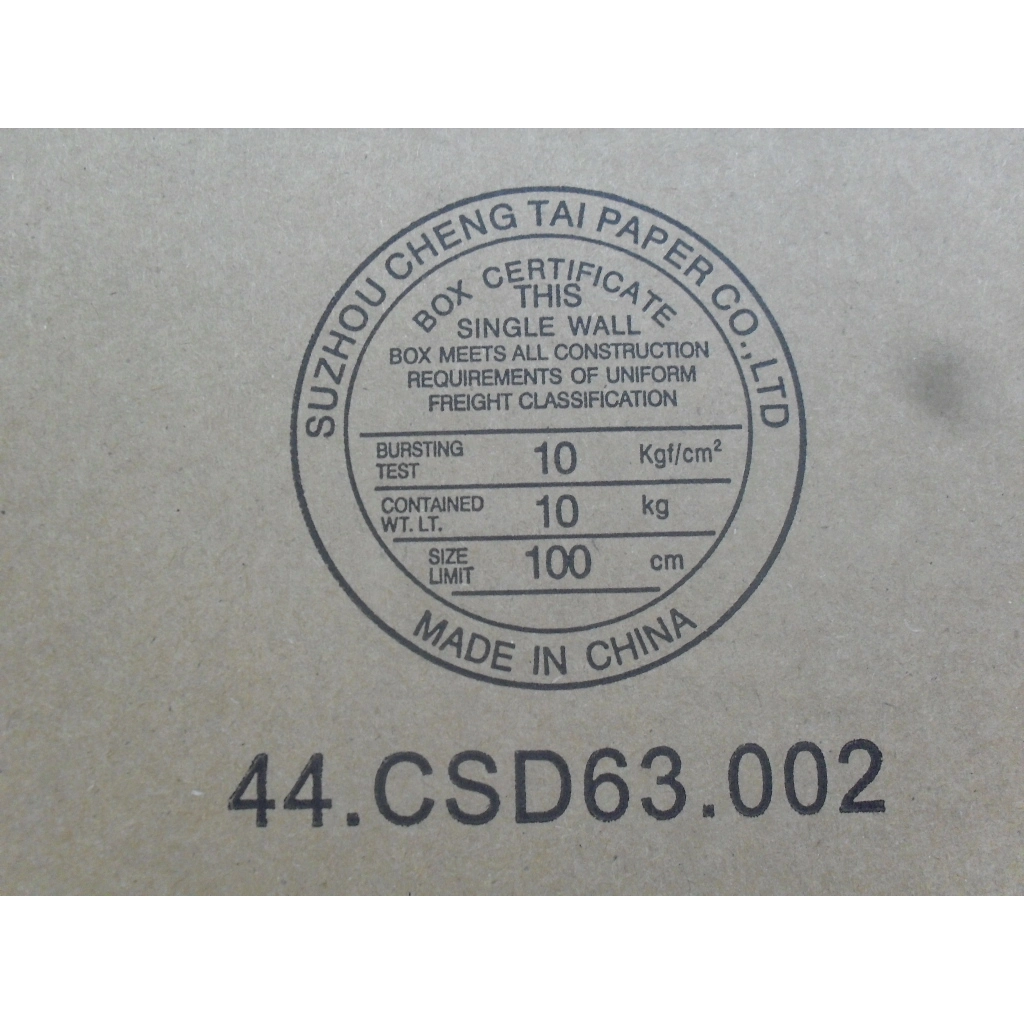 SUZHOU CHENG TAI PAPER CO.,LTD
BOX CERTIFICATE
THIS
SINGLE WALL
BOX MEETS ALL CONSTRUCTION
REQUIREMENTS OF UNIFORM
FREIGHT CLASSIFICATION
BURSTING TEST 10 Kgf/cm²
CONTAINED WT. LT. 10 kg
SIZE LIMIT 100 cm
MADE IN CHINA
44.CSD63.002